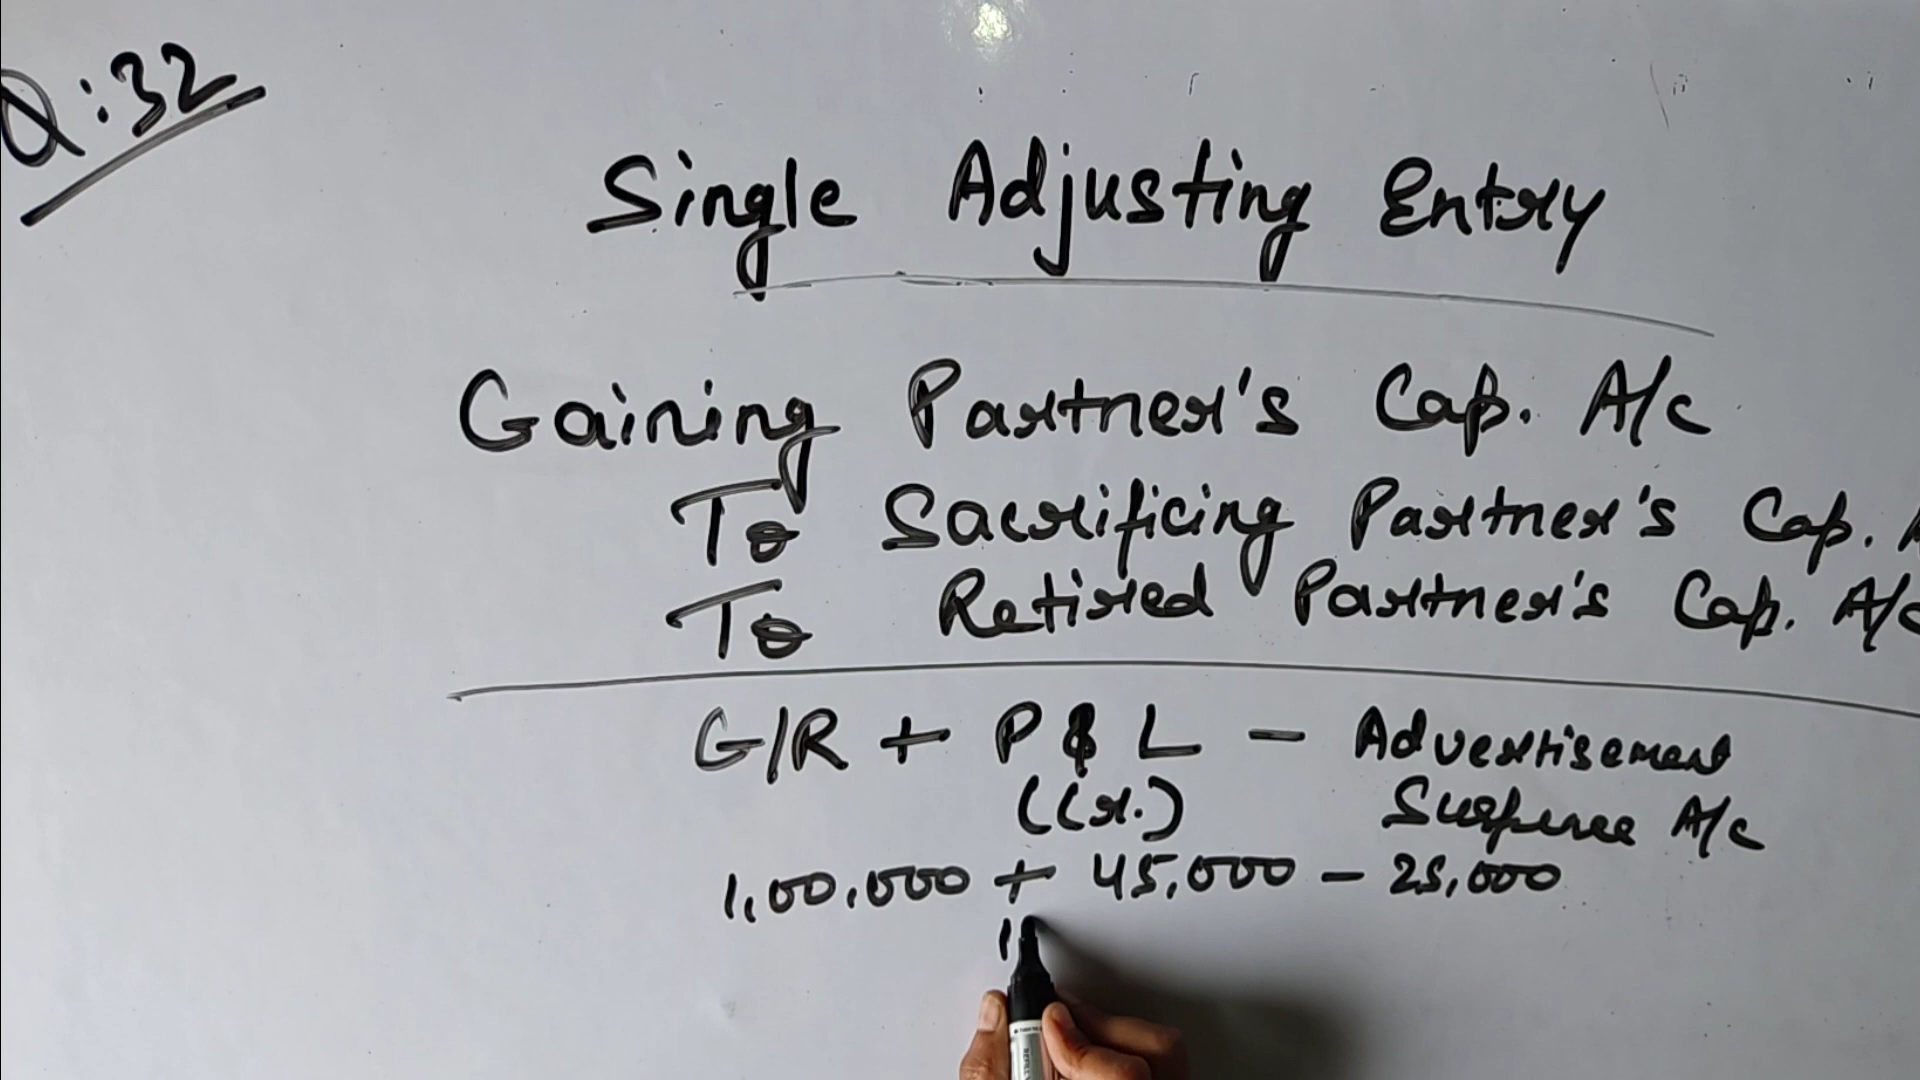 Q:32
Single Adjusting Entry
Gaining Partner's Cap. A/c
To Sacrificing Partner's Cap. A
To Retired Partner's Cap. A/c
G/R + P & L - Advertisement
(Cr.) Suspense A/c
1,00,000 + 45,000 - 25,000
1